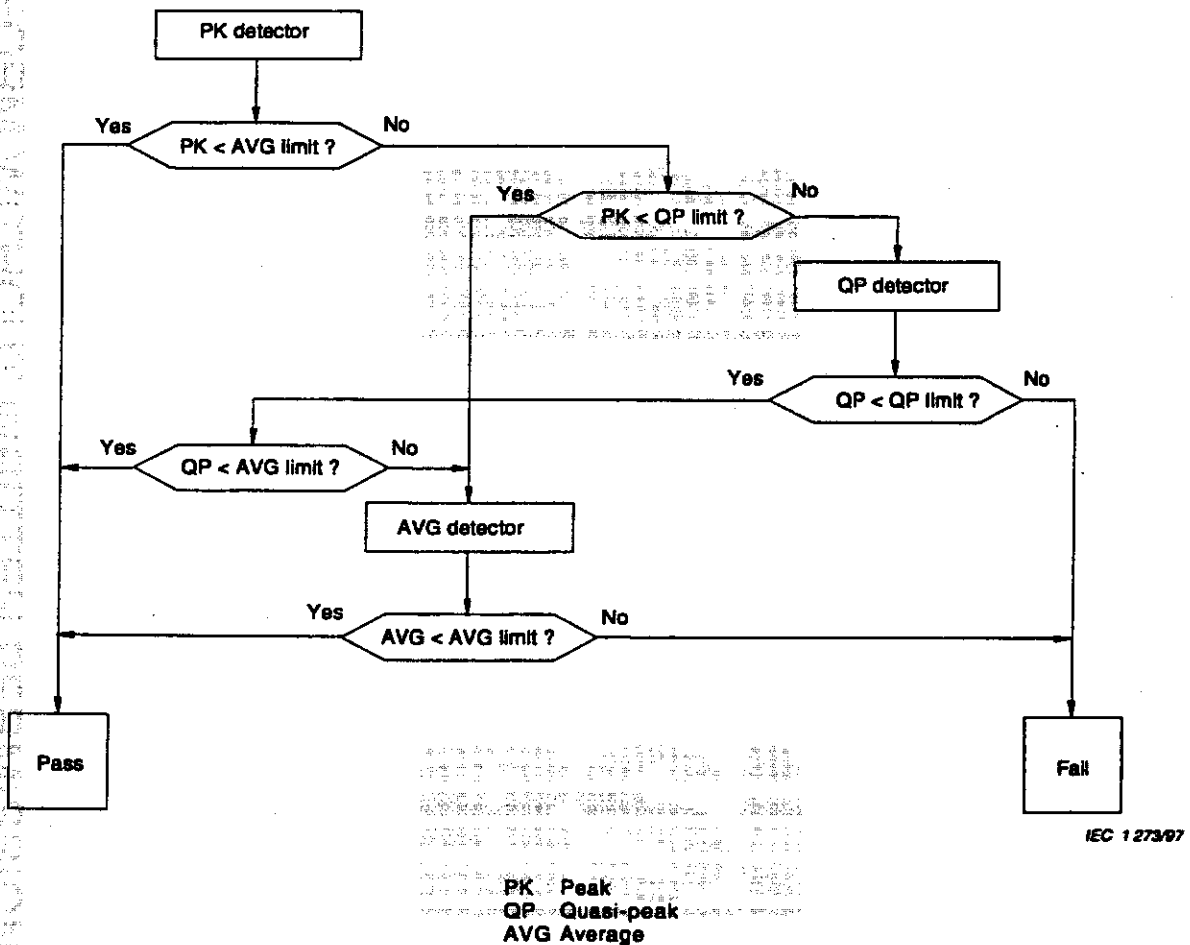 PK detector
Yes
PK < AVG limit ?
No
Yes
PK < QP limit ?
No
QP detector
Yes
QP < QP limit ?
No
Yes
QP < AVG limit ?
No
AVG detector
Yes
AVG < AVG limit ?
No
Pass
Fail
IEC 1 273/97
PK Peak
QP Quasi-peak
AVG Average